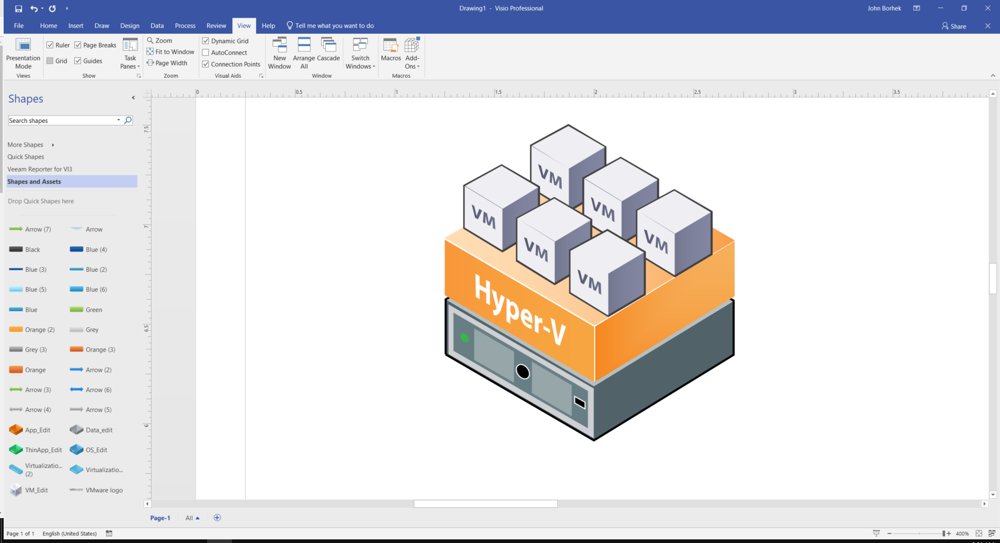 Drawing1 - Visio Professional
John Borhek
File Home Insert Draw Design Data Process Review View Help Tell me what you want to do
Share
Presentation Mode
Views
Ruler Page Breaks
Grid Guides
Task Panes
Show
Zoom
Fit to Window
Page Width
Zoom
Dynamic Grid
AutoConnect
Connection Points
Visual Aids
New Window
Arrange All
Cascade
Switch Windows
Window
Macros
Add-Ons
Macros
Shapes
Search shapes
More Shapes
Quick Shapes
Veeam Reporter for VI3
Shapes and Assets
Drop Quick Shapes here
Arrow (7) Arrow
Black Blue (4)
Blue (3) Blue (2)
Blue (5) Blue (6)
Blue Green
Orange (2) Grey
Grey (3) Orange (3)
Orange Arrow (2)
Arrow (3) Arrow (6)
Arrow (4) Arrow (5)
App_Edit Data_edit
ThinApp_Edit OS_Edit
Virtualizatio... (2) Virtualizatio...
VM_Edit vmware VMware logo
0 0.5 1 1.5 2 2.5 3 3.5
7.5
7
6.5
6
VM
VM
VM
VM
VM
VM
Hyper-V
Page-1 All
Page 1 of 1 English (United States)
400%